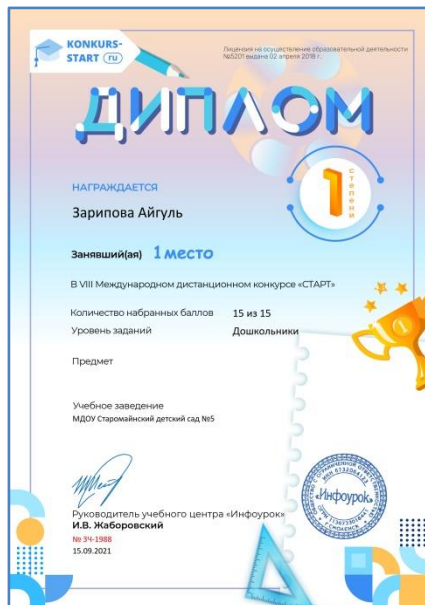 KONKURS-
START ru
Лицензия на осуществление образовательной деятельности
№5201 выдана 02 апреля 2018 г.
ДИПЛОМ
1
степени
НАГРАЖДАЕТСЯ
Зарипова Айгуль
Занявший(ая) 1 место
В VIII Международном дистанционном конкурсе «СТАРТ»
Количество набранных баллов 15 из 15
Уровень заданий Дошкольники
Предмет
Учебное заведение
МДОУ Старомайнский детский сад №5
Руководитель учебного центра «Инфоурок»
И.В. Жаборовский
№ ЗЧ-1988
15.09.2021
«Инфоурок»
1